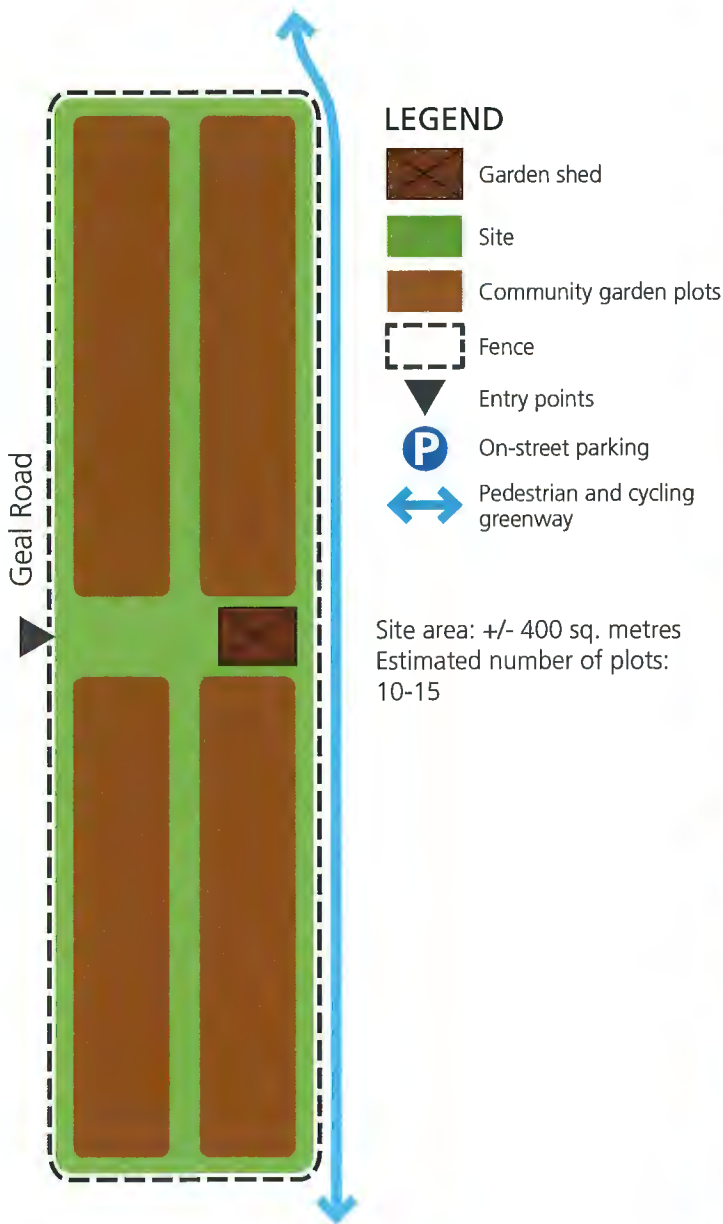 LEGEND
Garden shed
Site
Community garden plots
Fence
Entry points
P
On-street parking
Pedestrian and cycling
greenway
Geal Road
Site area: +/- 400 sq. metres
Estimated number of plots:
10-15